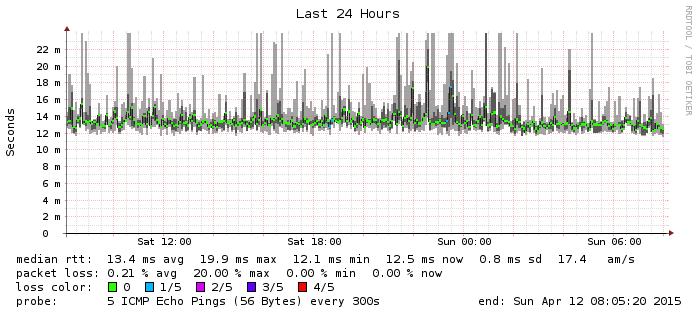 Last 24 Hours
RRDTOOL / TOBI OETIKER
Seconds
22 m
20 m
18 m
16 m
14 m
12 m
10 m
8 m
6 m
4 m
2 m
0
Sat 12:00 Sat 18:00 Sun 00:00 Sun 06:00
median rtt: 13.4 ms avg 19.9 ms max 12.1 ms min 12.5 ms now 0.8 ms sd 17.4 am/s
packet loss: 0.21 % avg 20.00 % max 0.00 % min 0.00 % now
loss color: 0 1/5 2/5 3/5 4/5
probe: 5 ICMP Echo Pings (56 Bytes) every 300s end: Sun Apr 12 08:05:20 2015